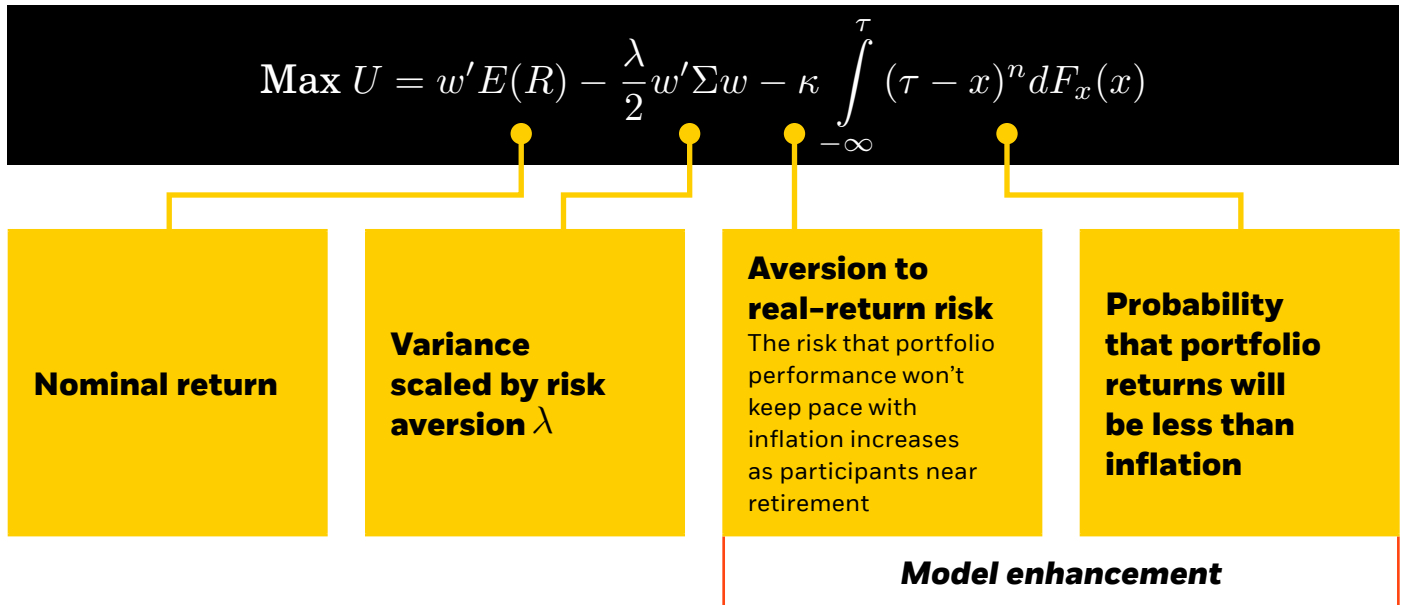 Max U = w′E(R) − λ/2 w′Σw − κ ∫_{−∞}^{τ} (τ − x)^n dF_x(x)
Nominal return
Variance
scaled by risk
aversion λ
Aversion to
real-return risk
The risk that portfolio
performance won’t
keep pace with
inflation increases
as participants near
retirement
Probability
that portfolio
returns will
be less than
inflation
Model enhancement